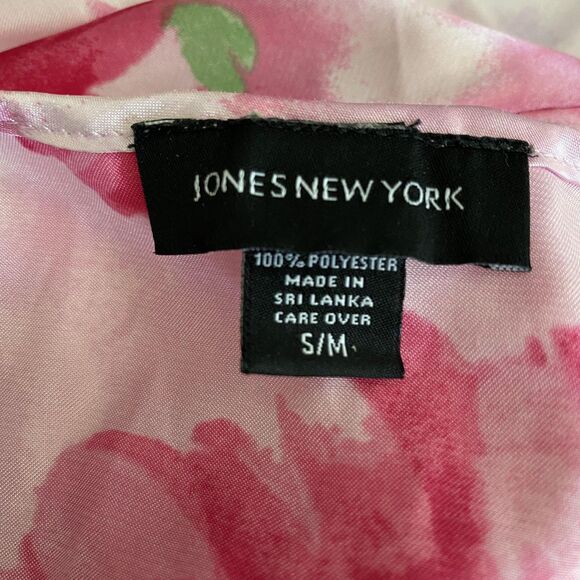 JONES NEW YORK
100% POLYESTER
MADE IN
SRI LANKA
CARE OVER
S/M